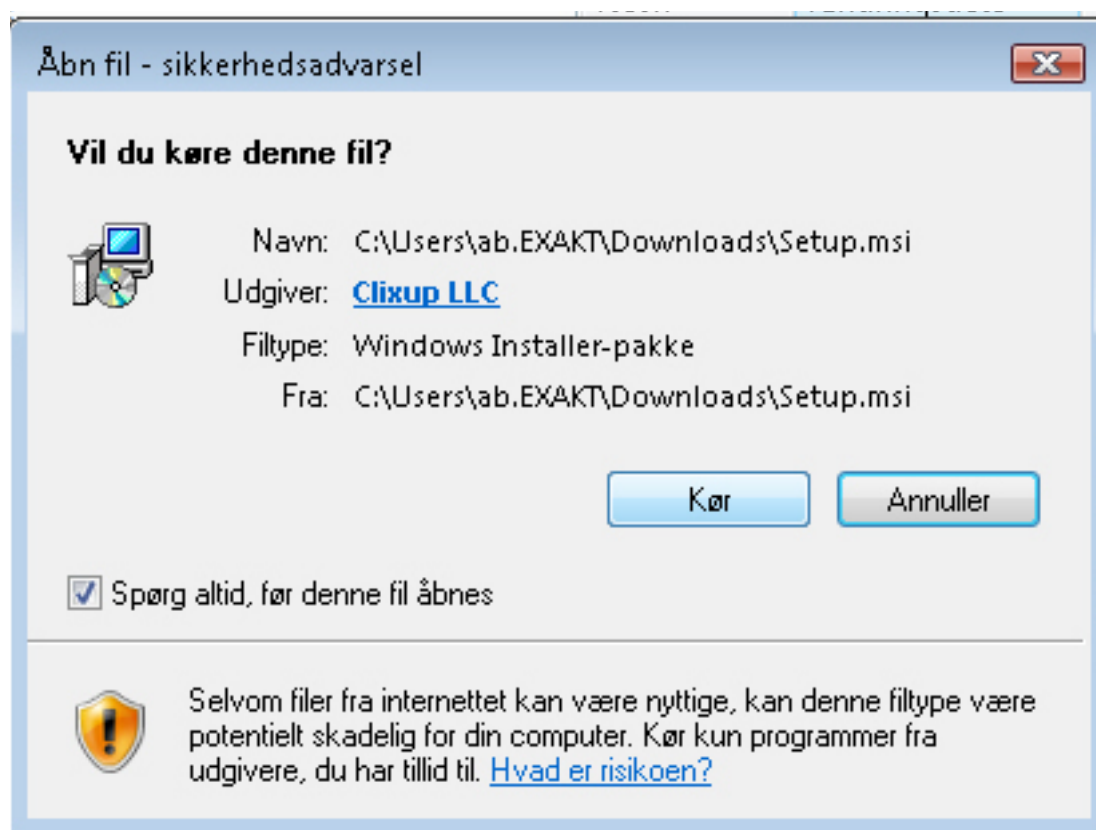 Åbn fil - sikkerhedsadvarsel
Vil du køre denne fil?
Navn: C:\Users\ab.EXAKT\Downloads\Setup.msi
Udgiver: Clixup LLC
Filtype: Windows Installer-pakke
Fra: C:\Users\ab.EXAKT\Downloads\Setup.msi
Kør Annuller
Spørg altid, før denne fil åbnes
Selvom filer fra internettet kan være nyttige, kan denne filtype være
potentielt skadelig for din computer. Kør kun programmer fra
udgivere, du har tillid til. Hvad er risikoen?